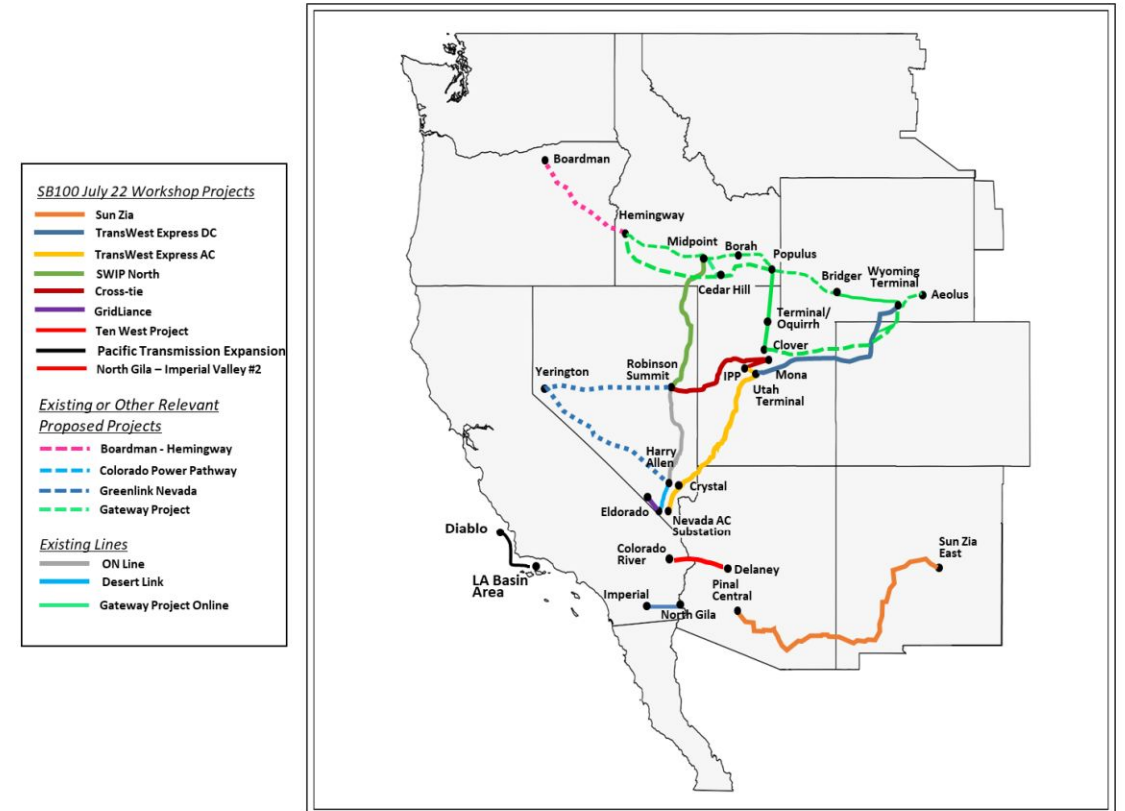 SB100 July 22 Workshop Projects
Sun Zia
TransWest Express DC
TransWest Express AC
SWIP North
Cross-tie
GridLiance
Ten West Project
Pacific Transmission Expansion
North Gila – Imperial Valley #2
Existing or Other Relevant
Proposed Projects
Boardman - Hemingway
Colorado Power Pathway
Greenlink Nevada
Gateway Project
Existing Lines
ON Line
Desert Link
Gateway Project Online
Boardman
Hemingway
Midpoint
Borah
Populus
Cedar Hill
Bridger
Wyoming
Terminal
Aeolus
Terminal/
Oquirrh
Clover
Robinson
Summit
IPP
Mona
Utah
Terminal
Yerington
Harry
Allen
Crystal
Eldorado
Nevada AC
Substation
Diablo
LA Basin
Area
Colorado
River
Delaney
Sun Zia
East
Pinal
Central
Imperial
North Gila